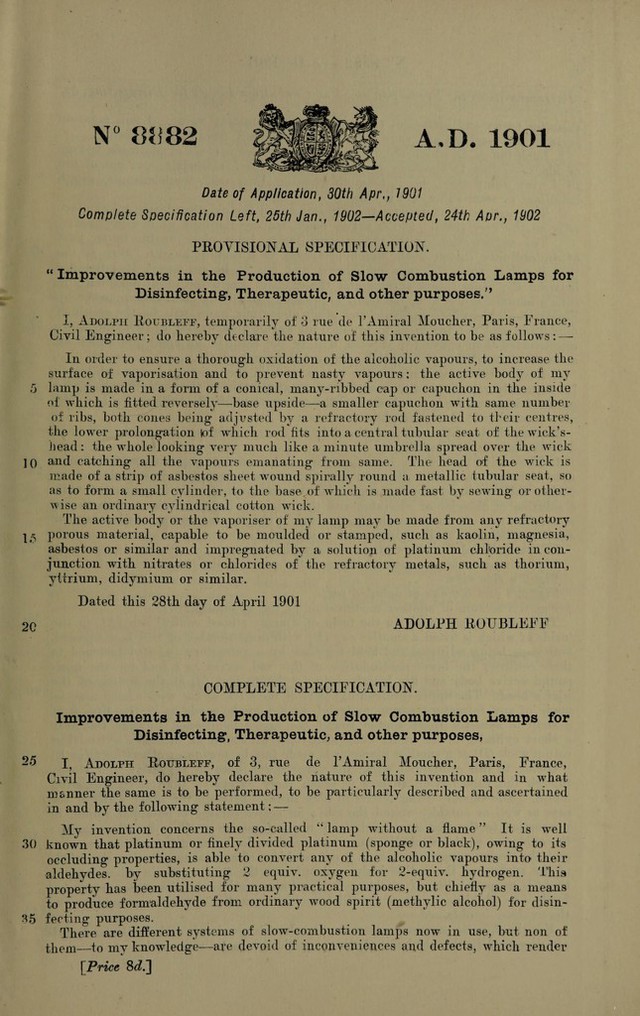 N° 8882 A.D. 1901
Date of Application, 30th Apr., 1901
Complete Specification Left, 25th Jan., 1902—Accepted, 24th Apr., 1902
PROVISIONAL SPECIFICATION.
“Improvements in the Production of Slow Combustion Lamps for
Disinfecting, Therapeutic, and other purposes.”
I, ADOLPH ROUBLEFF, temporarily of 3 rue de l'Amiral Moucher, Paris, France,
Civil Engineer; do hereby declare the nature of this invention to be as follows:—
In order to ensure a thorough oxidation of the alcoholic vapours, to increase the
surface of vaporisation and to prevent nasty vapours: the active body of my
5 lamp is made in a form of a conical, many-ribbed cap or capuchon in the inside
of which is fitted reversely—base upside—a smaller capuchon with same number
of ribs, both cones being adjusted by a refractory rod fastened to their centres,
the lower prolongation of which rod fits into a central tubular seat of the wick's-
head: the whole looking very much like a minute umbrella spread over the wick
10 and catching all the vapours emanating from same. The head of the wick is
made of a strip of asbestos sheet wound spirally round a metallic tubular seat, so
as to form a small cylinder, to the base of which is made fast by sewing or other-
wise an ordinary cylindrical cotton wick.
The active body or the vaporiser of my lamp may be made from any refractory
15 porous material, capable to be moulded or stamped, such as kaolin, magnesia,
asbestos or similar and impregnated by a solution of platinum chloride in con-
junction with nitrates or chlorides of the refractory metals, such as thorium,
yttrium, didymium or similar.
Dated this 28th day of April 1901
20 ADOLPH ROUBLEFF
COMPLETE SPECIFICATION.
Improvements in the Production of Slow Combustion Lamps for
Disinfecting, Therapeutic, and other purposes,
25 I, ADOLPH ROUBLEFF, of 3, rue de l'Amiral Moucher, Paris, France,
Civil Engineer, do hereby declare the nature of this invention and in what
manner the same is to be performed, to be particularly described and ascertained
in and by the following statement:—
My invention concerns the so-called “lamp without a flame” It is well
30 known that platinum or finely divided platinum (sponge or black), owing to its
occluding properties, is able to convert any of the alcoholic vapours into their
aldehydes. by substituting 2 equiv. oxygen for 2-equiv. hydrogen. This
property has been utilised for many practical purposes, but chiefly as a means
to produce formaldehyde from ordinary wood spirit (methylic alcohol) for disin-
35 fecting purposes.
There are different systems of slow-combustion lamps now in use, but non of
them—to my knowledge—are devoid of inconveniences and defects, which render
[Price 8d.]